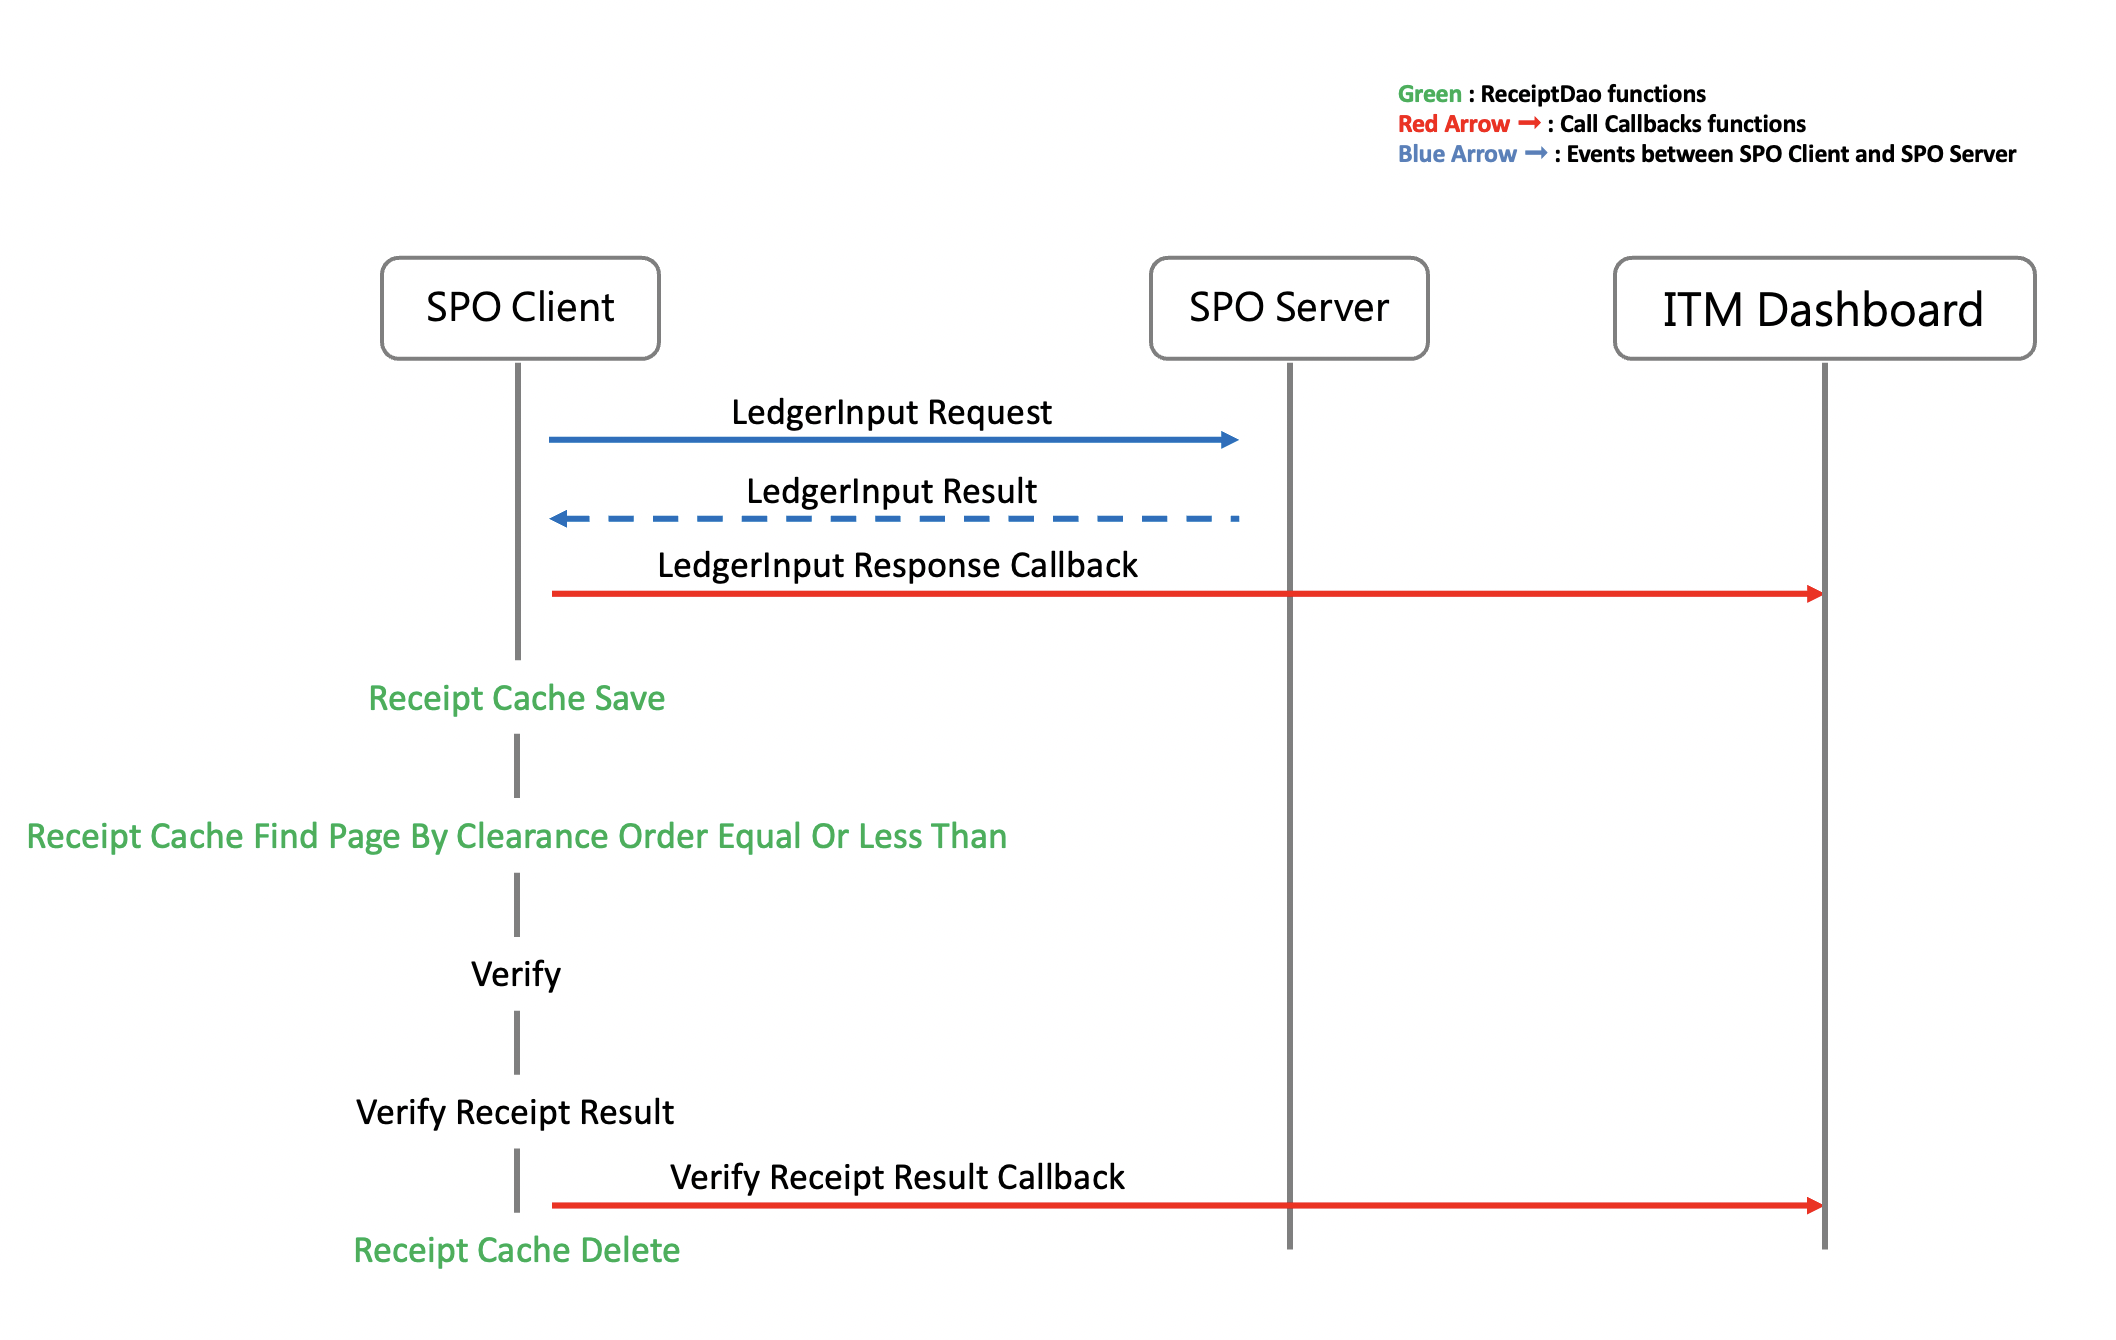 Green : ReceiptDao functions
Red Arrow → : Call Callbacks functions
Blue Arrow → : Events between SPO Client and SPO Server
SPO Client
SPO Server
ITM Dashboard
LedgerInput Request
LedgerInput Result
LedgerInput Response Callback
Receipt Cache Save
Receipt Cache Find Page By Clearance Order Equal Or Less Than
Verify
Verify Receipt Result
Verify Receipt Result Callback
Receipt Cache Delete